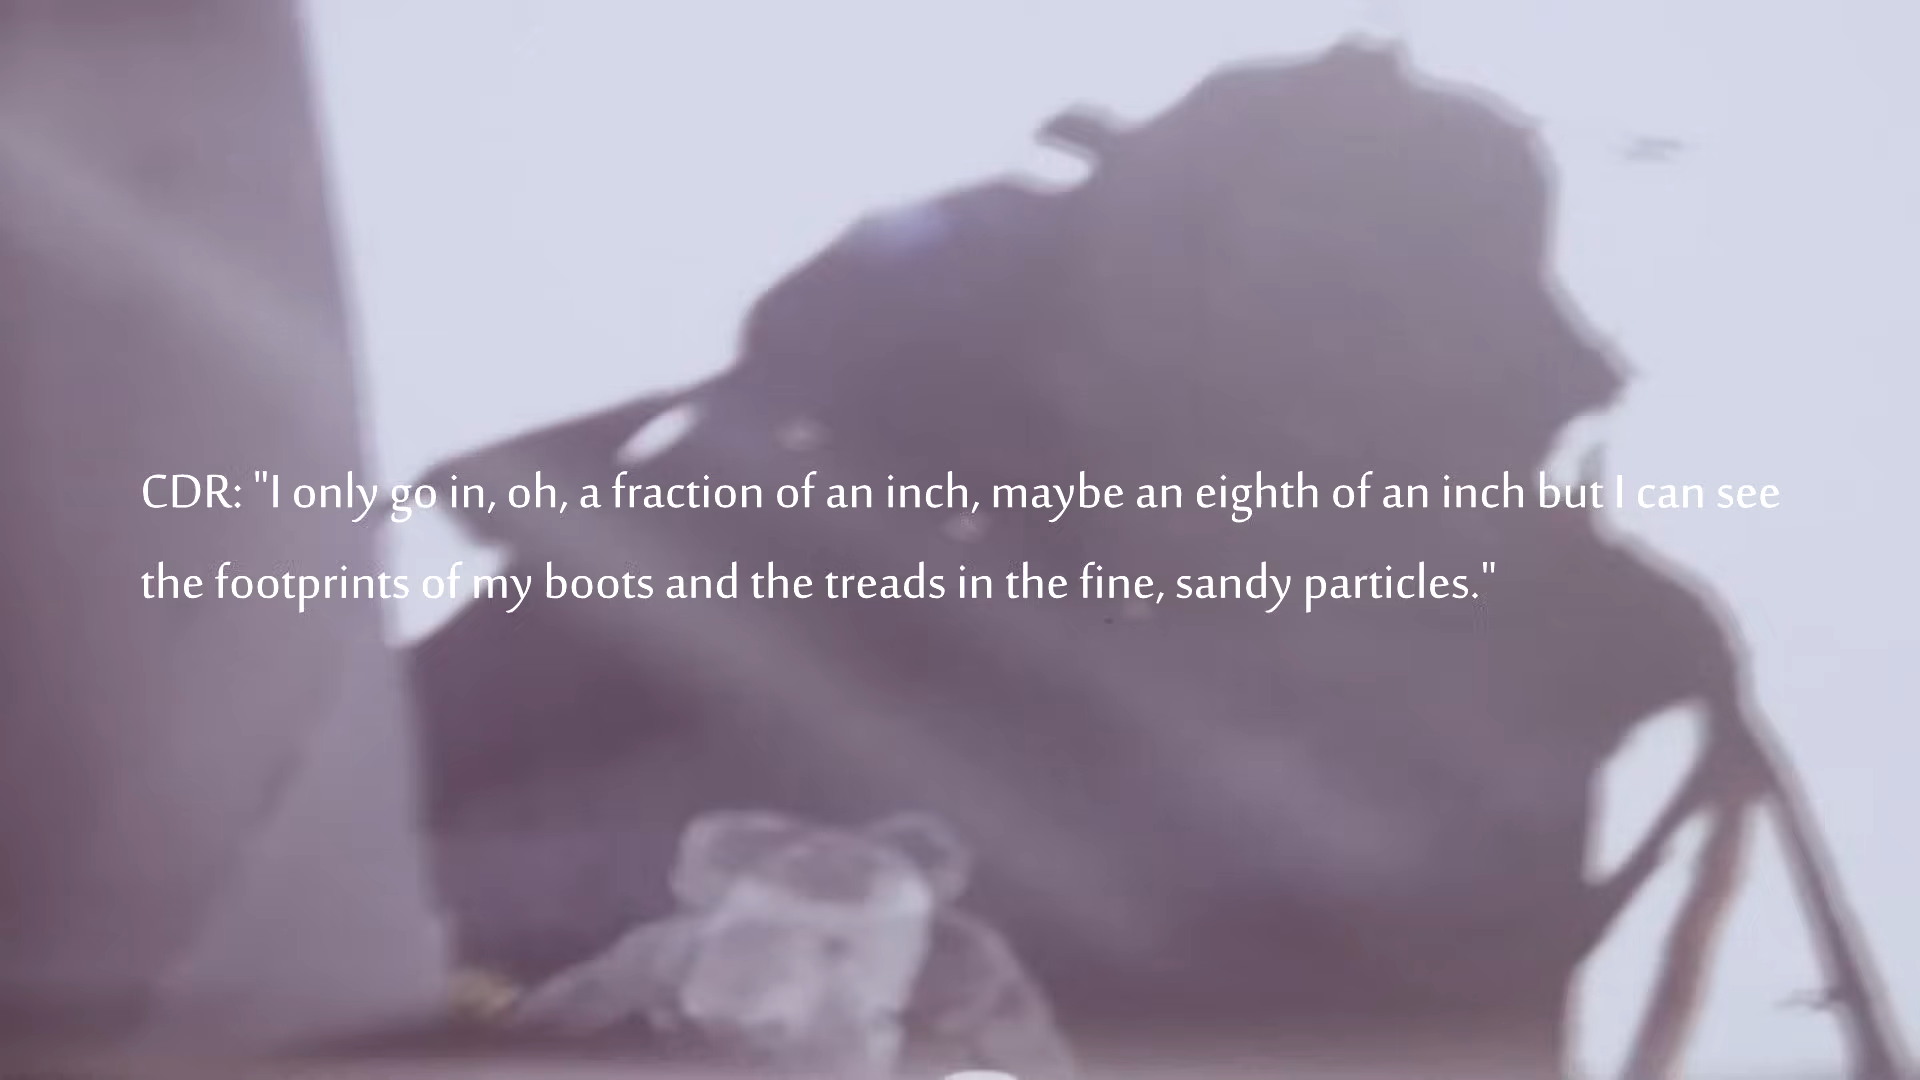 CDR: "I only go in, oh, a fraction of an inch, maybe an eighth of an inch but I can see
the footprints of my boots and the treads in the fine, sandy particles."